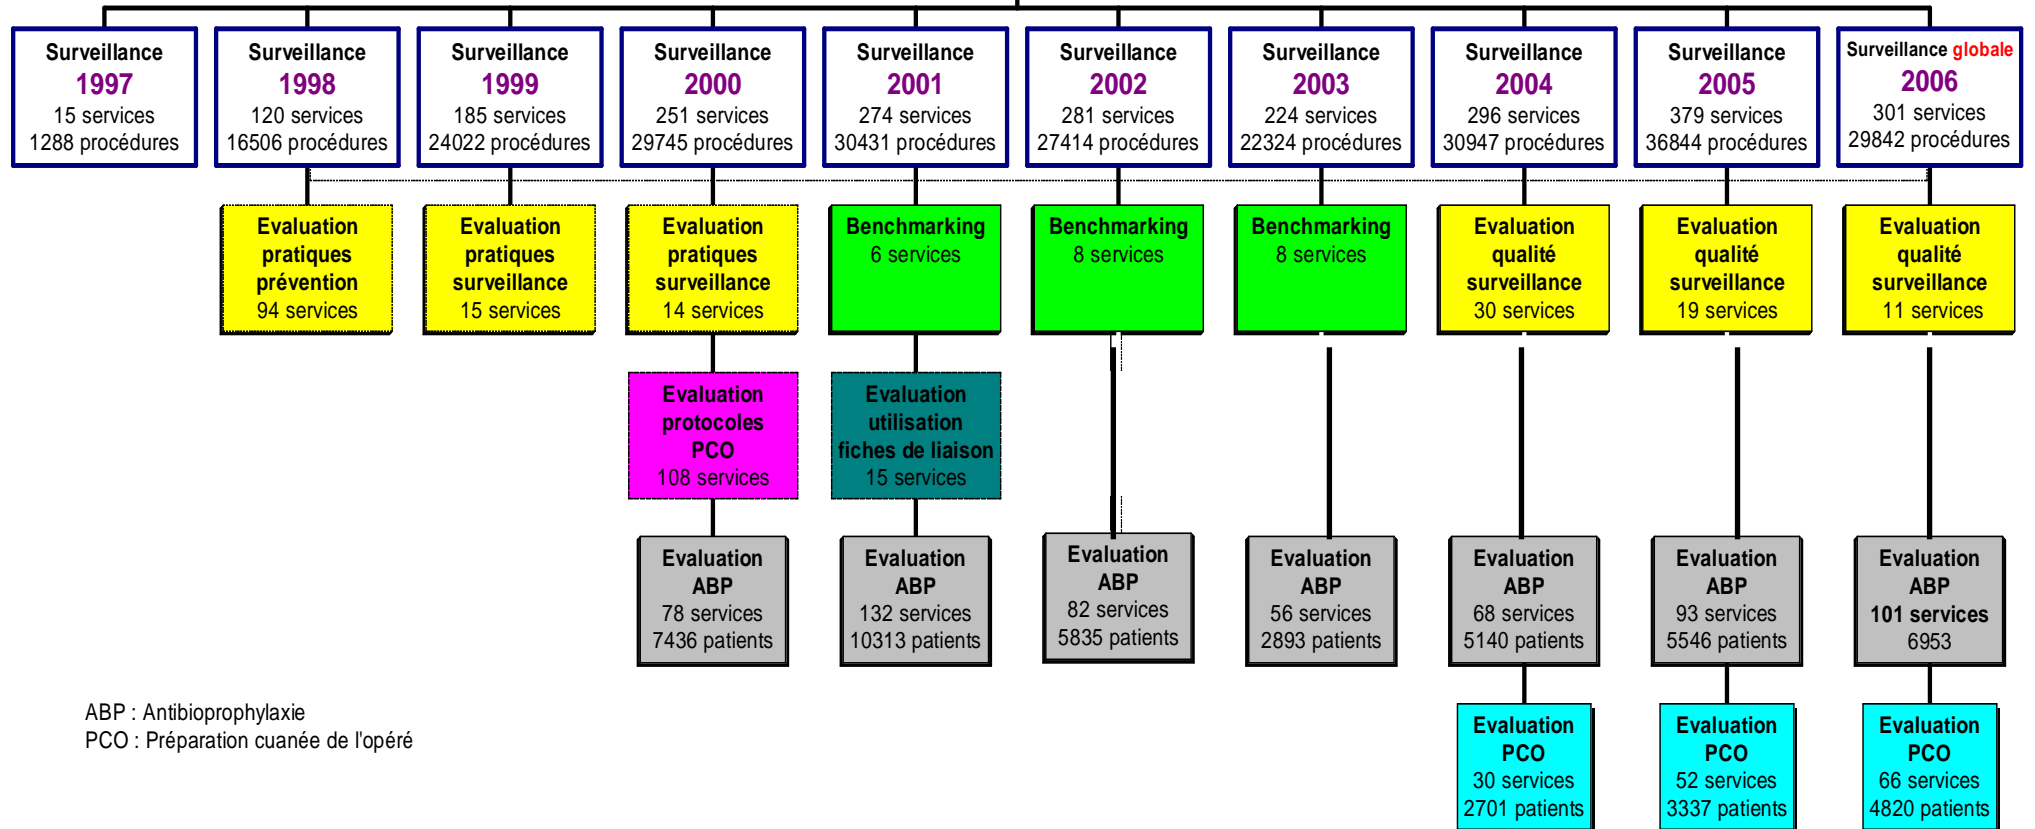 Surveillance
1997
15 services
1288 procédures
Surveillance
1998
120 services
16506 procédures
Surveillance
1999
185 services
24022 procédures
Surveillance
2000
251 services
29745 procédures
Surveillance
2001
274 services
30431 procédures
Surveillance
2002
281 services
27414 procédures
Surveillance
2003
224 services
22324 procédures
Surveillance
2004
296 services
30947 procédures
Surveillance
2005
379 services
36844 procédures
Surveillance globale
2006
301 services
29842 procédures
Evaluation
pratiques
prévention
94 services
Evaluation
pratiques
surveillance
15 services
Evaluation
pratiques
surveillance
14 services
Benchmarking
6 services
Benchmarking
8 services
Benchmarking
8 services
Evaluation
qualité
surveillance
30 services
Evaluation
qualité
surveillance
19 services
Evaluation
qualité
surveillance
11 services
Evaluation
protocoles
PCO
108 services
Evaluation
utilisation
fiches de liaison
15 services
Evaluation
ABP
78 services
7436 patients
Evaluation
ABP
132 services
10313 patients
Evaluation
ABP
82 services
5835 patients
Evaluation
ABP
56 services
2893 patients
Evaluation
ABP
68 services
5140 patients
Evaluation
ABP
93 services
5546 patients
Evaluation
ABP
101 services
6953
ABP : Antibioprophylaxie
PCO : Préparation cuanée de l'opéré
Evaluation
PCO
30 services
2701 patients
Evaluation
PCO
52 services
3337 patients
Evaluation
PCO
66 services
4820 patients